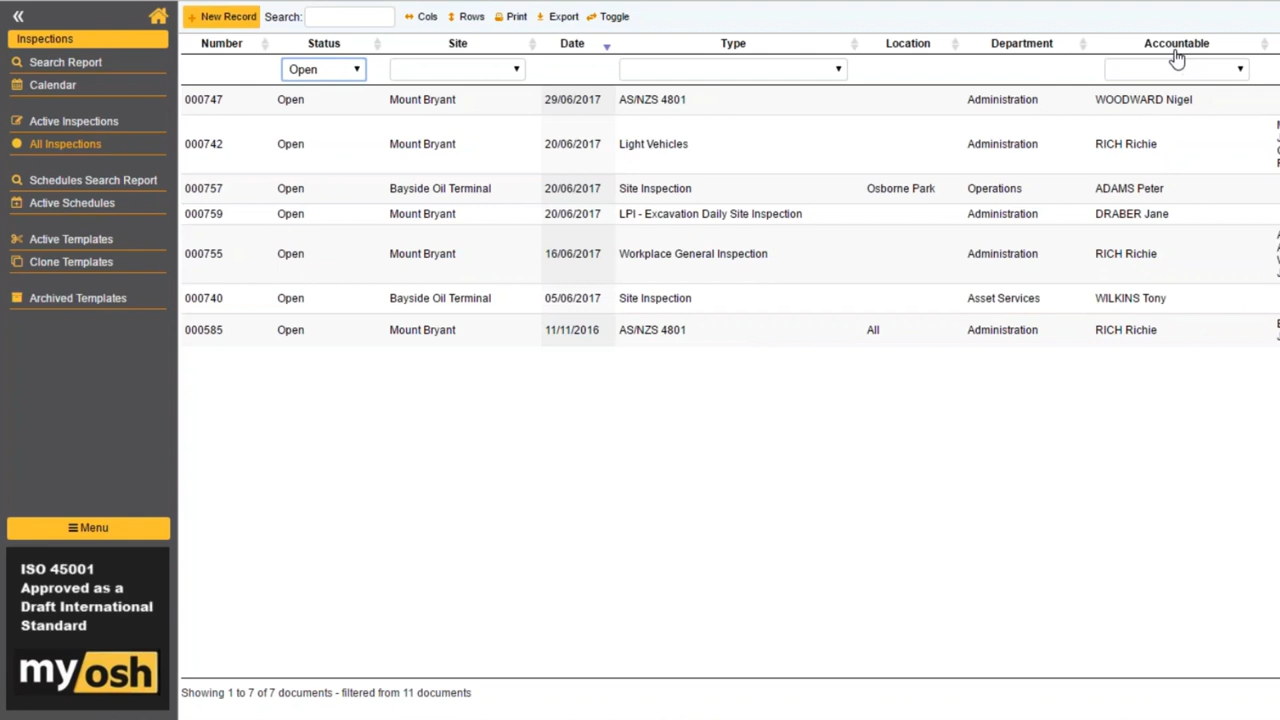 «
Inspections
Search Report
Calendar
Active Inspections
All Inspections
Schedules Search Report
Active Schedules
Active Templates
Clone Templates
Archived Templates
Menu
ISO 45001
Approved as a
Draft International
Standard
my osh
+ New Record Search: Cols Rows Print Export Toggle
Number Status Site Date Type Location Department Accountable
Open
000747 Open Mount Bryant 29/06/2017 AS/NZS 4801 Administration WOODWARD Nigel
000742 Open Mount Bryant 20/06/2017 Light Vehicles Administration RICH Richie
000757 Open Bayside Oil Terminal 20/06/2017 Site Inspection Osborne Park Operations ADAMS Peter
000759 Open Mount Bryant 20/06/2017 LPI - Excavation Daily Site Inspection Administration DRABER Jane
000755 Open Mount Bryant 16/06/2017 Workplace General Inspection Administration RICH Richie
000740 Open Bayside Oil Terminal 05/06/2017 Site Inspection Asset Services WILKINS Tony
000585 Open Mount Bryant 11/11/2016 AS/NZS 4801 All Administration RICH Richie
Showing 1 to 7 of 7 documents - filtered from 11 documents